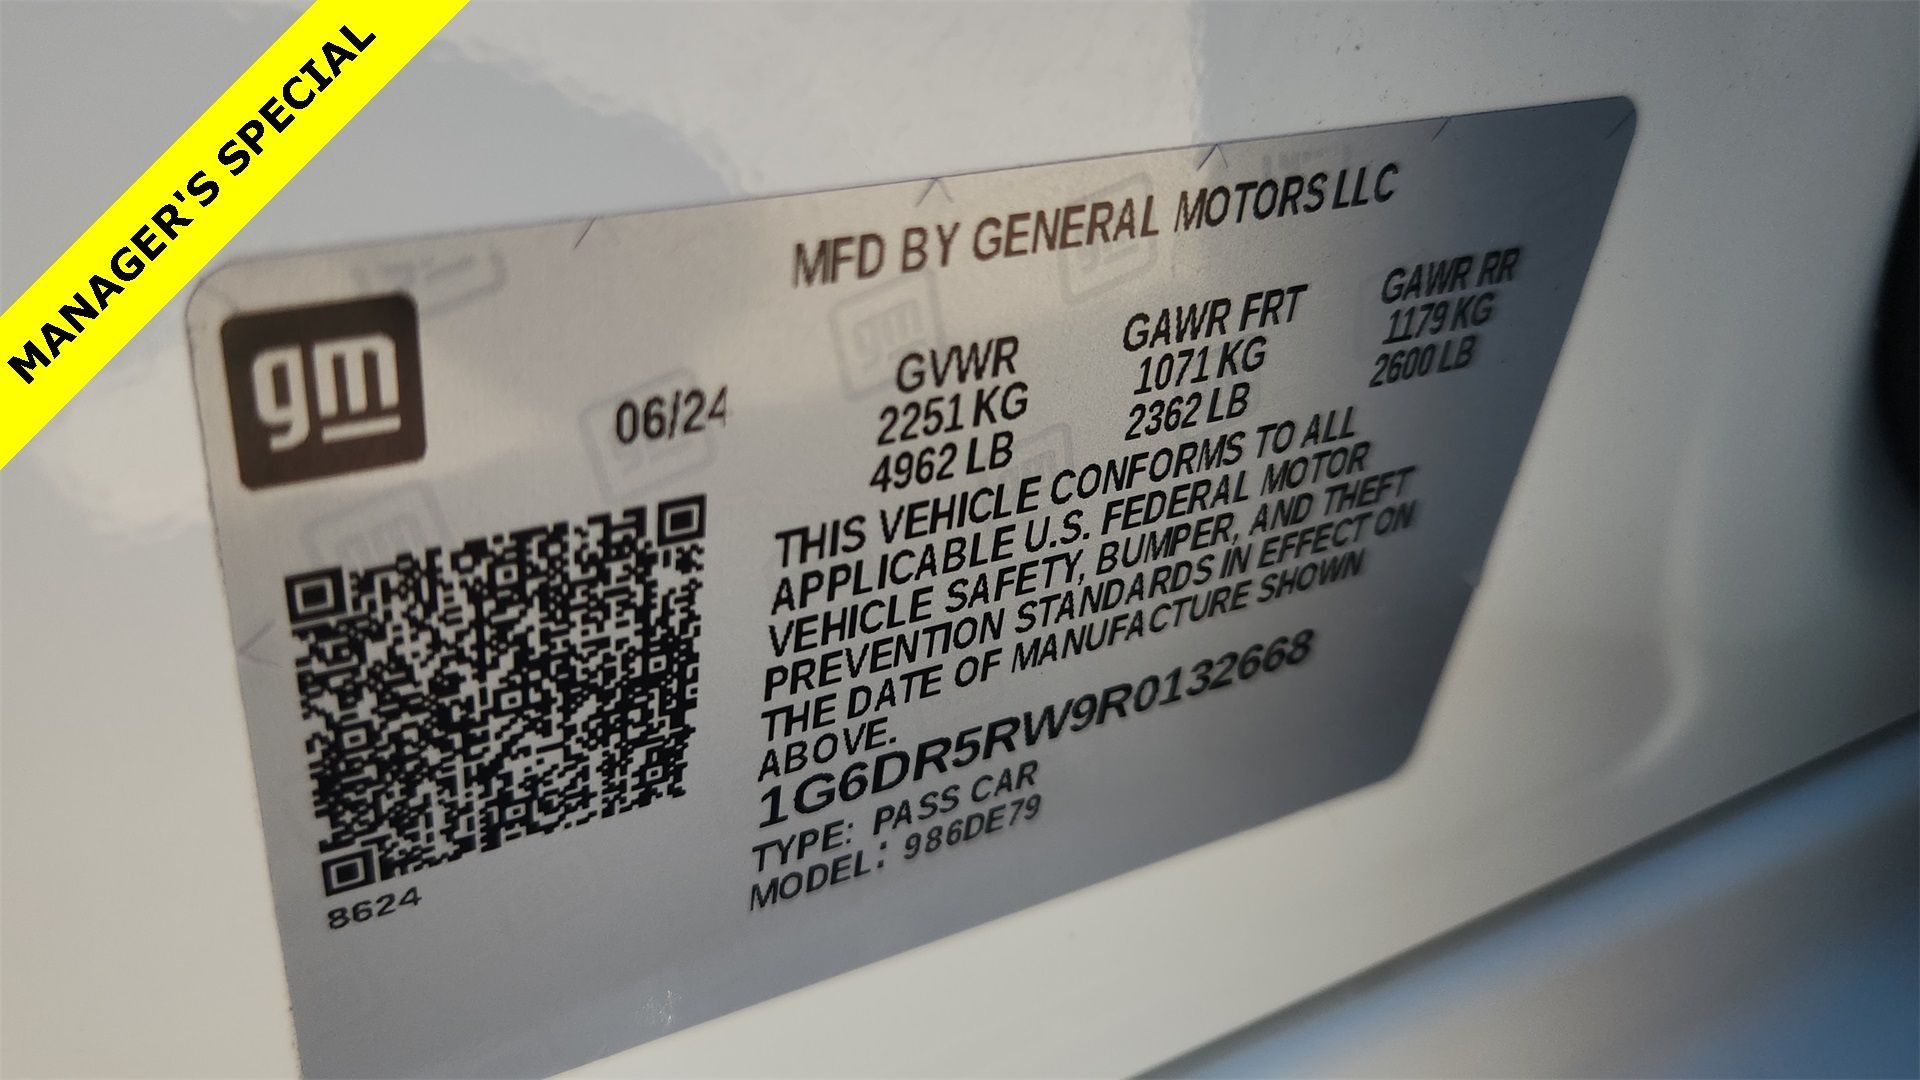 MANAGER'S SPECIAL
MFD BY GENERAL MOTORS LLC
gm
06/24
GVWR
2251 KG
4962 LB
GAWR FRT
1071 KG
2362 LB
GAWR RR
1179 KG
2600 LB
THIS VEHICLE CONFORMS TO ALL
APPLICABLE U.S. FEDERAL MOTOR
VEHICLE SAFETY, BUMPER, AND THEFT
PREVENTION STANDARDS IN EFFECT ON
THE DATE OF MANUFACTURE SHOWN
ABOVE.
1G6DR5RW9R0132668
TYPE: PASS CAR
MODEL: 986DE79
8624